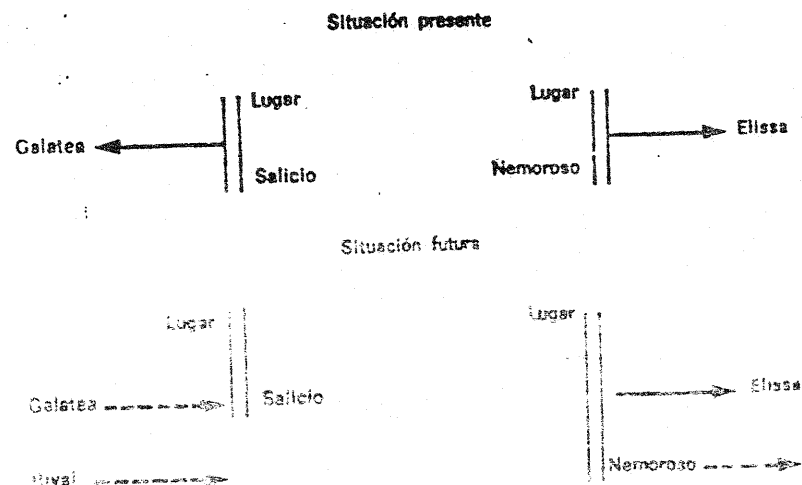 Situación presente
Lugar Lugar
Galatea Elissa
Salicio Nemoroso
Situación futura
Lugar Lugar
Galatea Salicio Elissa
Rival Nemoroso